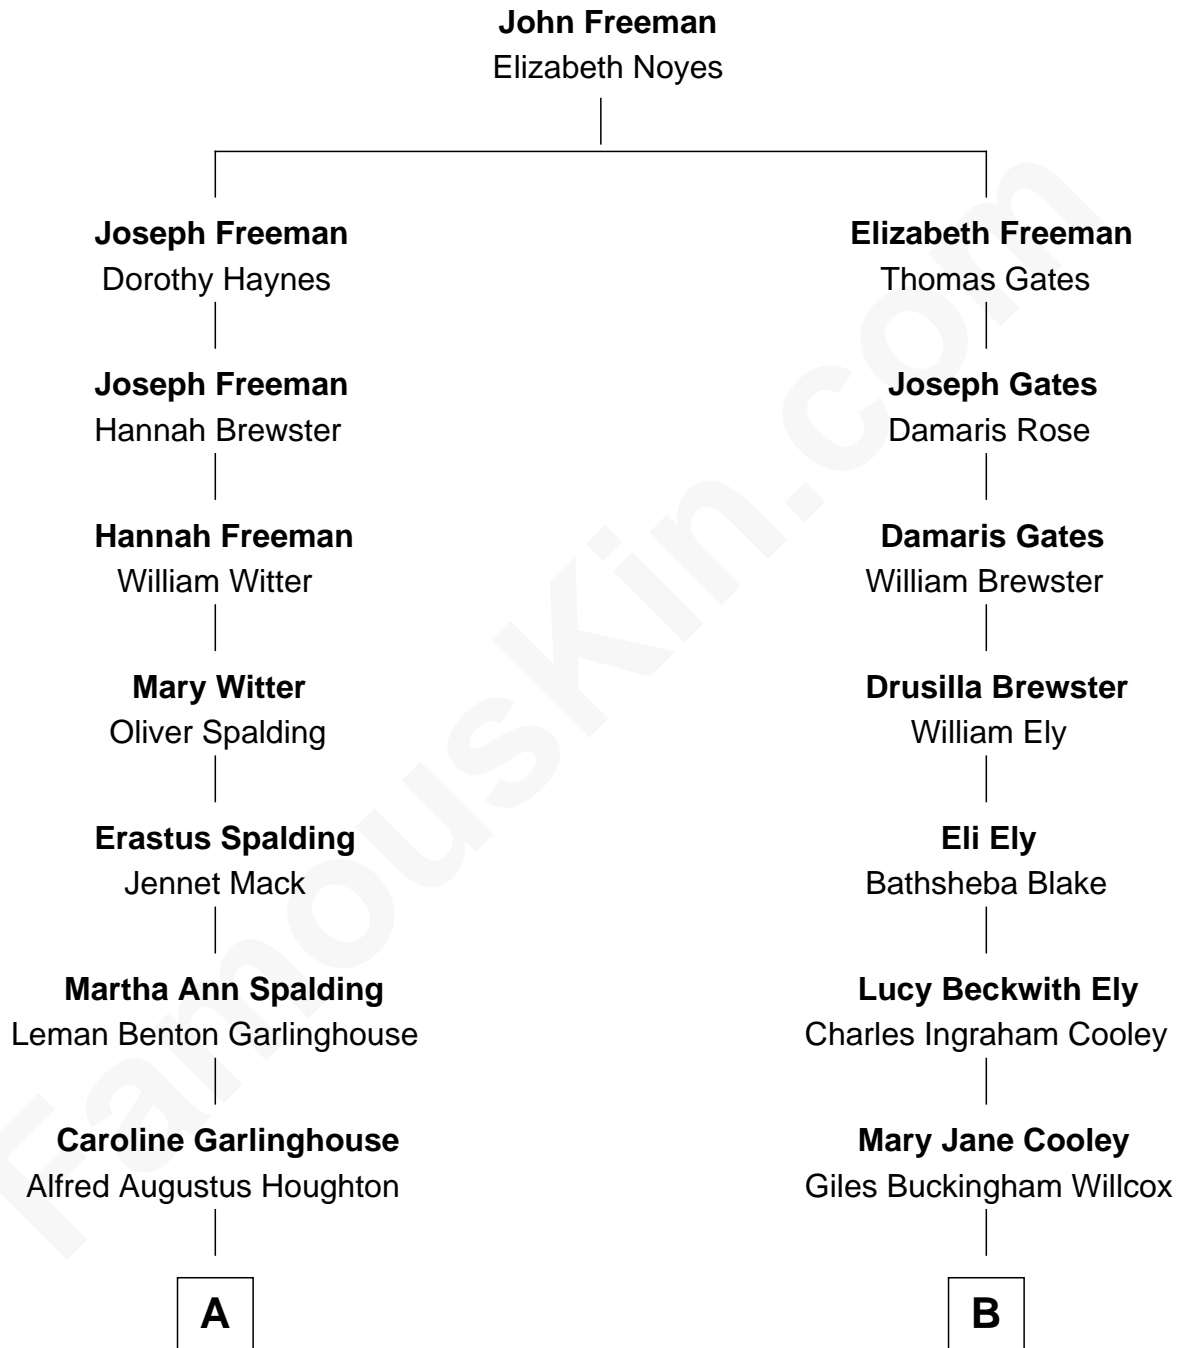 John Freeman
Elizabeth Noyes
Joseph Freeman
Dorothy Haynes
Elizabeth Freeman
Thomas Gates
Joseph Freeman
Hannah Brewster
Joseph Gates
Damaris Rose
Hannah Freeman
William Witter
Damaris Gates
William Brewster
Mary Witter
Oliver Spalding
Drusilla Brewster
William Ely
Erastus Spalding
Jennet Mack
Eli Ely
Bathsheba Blake
Martha Ann Spalding
Leman Benton Garlinghouse
Lucy Beckwith Ely
Charles Ingraham Cooley
Caroline Garlinghouse
Alfred Augustus Houghton
Mary Jane Cooley
Giles Buckingham Willcox
A
B
FamousKin.com